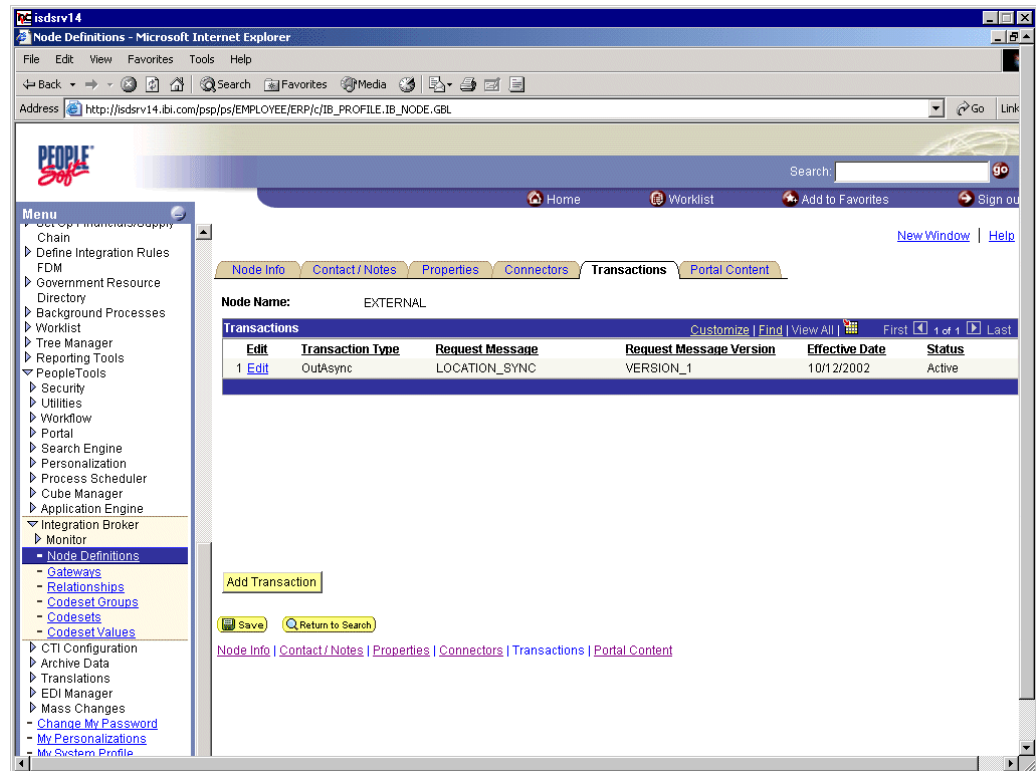 isdsrv14
Node Definitions - Microsoft Internet Explorer
File Edit View Favorites Tools Help
Back Search Favorites Media
Address http://isdsrv14.ibi.com/psp/ps/EMPLOYEE/ERP/c/IB_PROFILE.IB_NODE.GBL Go Link
PEOPLE Soft
Search: go
Home Worklist Add to Favorites Sign ou
Menu
Chain
Define Integration Rules
FDM
Government Resource
Directory
Background Processes
Worklist
Tree Manager
Reporting Tools
PeopleTools
Security
Utilities
Workflow
Portal
Search Engine
Personalization
Process Scheduler
Cube Manager
Application Engine
Integration Broker
Monitor
Node Definitions
Gateways
Relationships
Codeset Groups
Codesets
Codeset Values
CTI Configuration
Archive Data
Translations
EDI Manager
Mass Changes
Change My Password
My Personalizations
My System Profile
New Window | Help
Node Info Contact / Notes Properties Connectors Transactions Portal Content
Node Name: EXTERNAL
Transactions Customize | Find | View All | First 1 of 1 Last
Edit Transaction Type Request Message Request Message Version Effective Date Status
1 Edit OutAsync LOCATION_SYNC VERSION_1 10/12/2002 Active
Add Transaction
Save Return to Search
Node Info | Contact / Notes | Properties | Connectors | Transactions | Portal Content